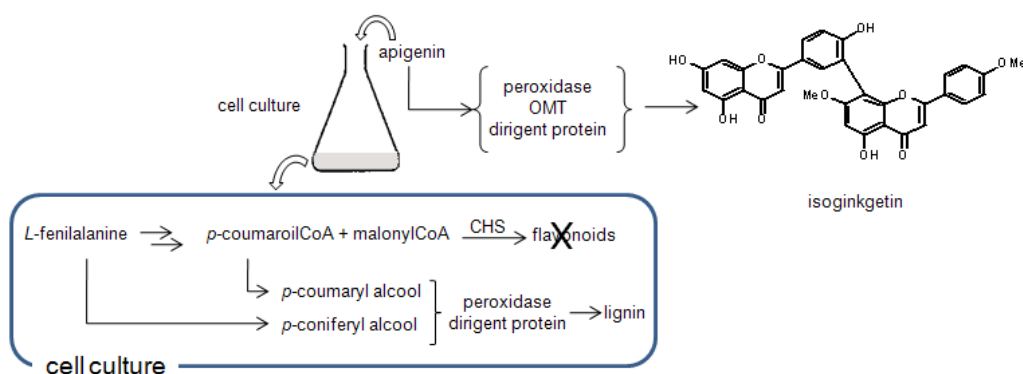 apigenin
cell culture
peroxidase
OMT
dirigent protein
OH
HO
O
OH
O
MeO
O
OMe
OH
O
isoginkgetin
L-fenilalanine
p-coumaroilCoA + malonylCoA
CHS
flavonoids
p-coumaryl alcool
p-coniferyl alcool
peroxidase
dirigent protein
lignin
cell culture